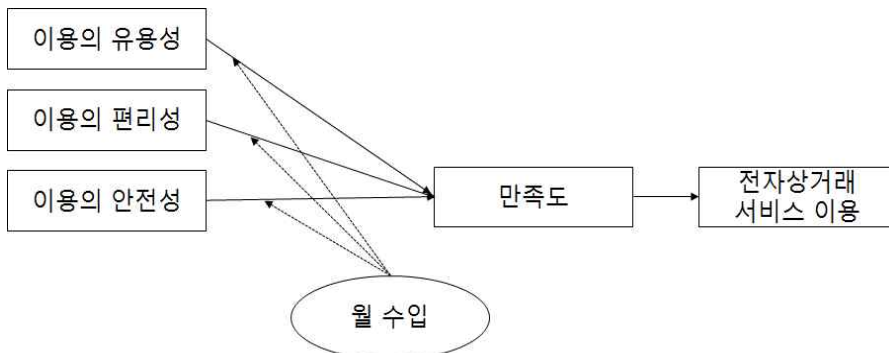 이용의 유용성
이용의 편리성
이용의 안전성
만족도
전자상거래
서비스 이용
월 수입